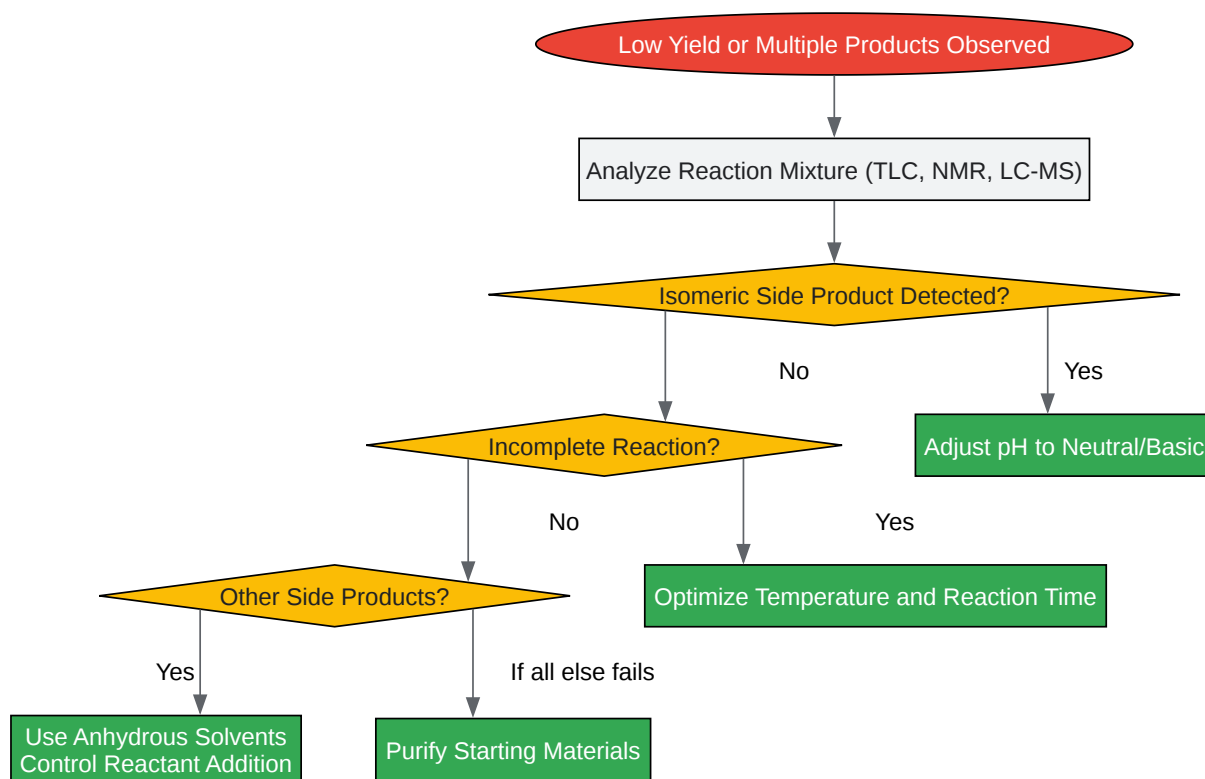 Low Yield or Multiple Products Observed
Analyze Reaction Mixture (TLC, NMR, LC-MS)
Isomeric Side Product Detected?
No
Yes
Incomplete Reaction?
Adjust pH to Neutral/Basic
No
Yes
Other Side Products?
Optimize Temperature and Reaction Time
Yes
If all else fails
Use Anhydrous Solvents
Control Reactant Addition
Purify Starting Materials